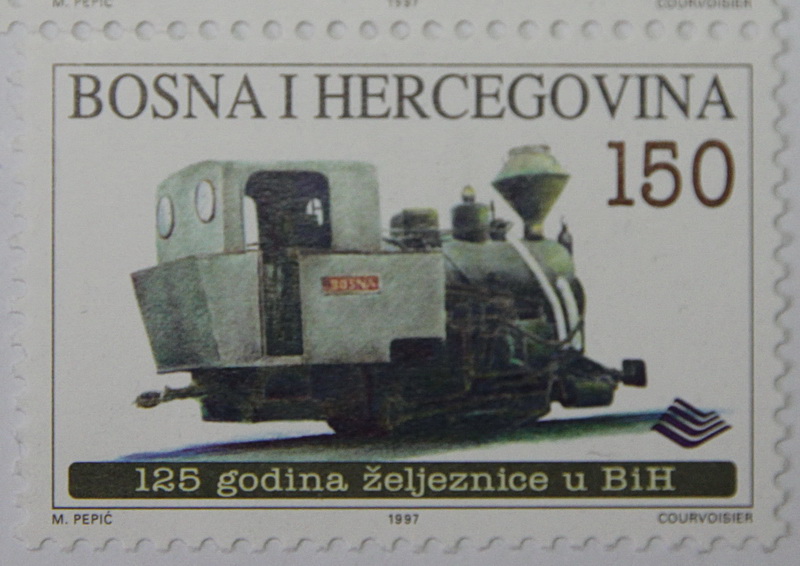 M. PEPIĆ 1997 COURVOISIER
BOSNA I HERCEGOVINA
150
BOSNA
125 godina željeznice u BiH
M. PEPIĆ 1997 COURVOISIER